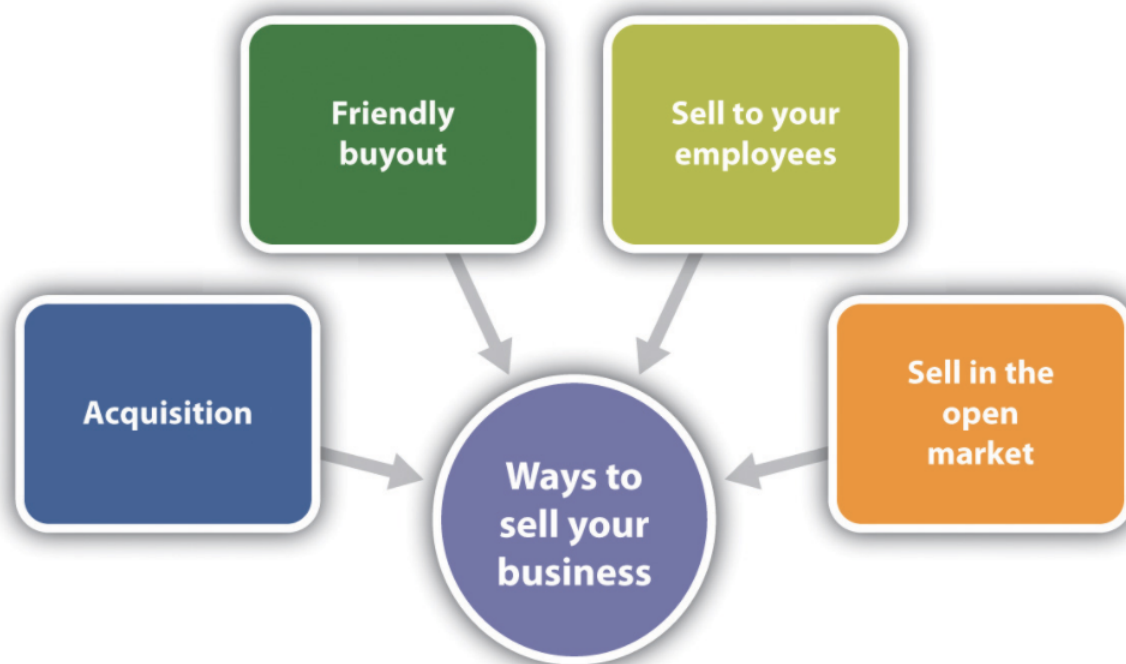 Friendly
buyout
Sell to your
employees
Acquisition
Sell in the
open
market
Ways to
sell your
business